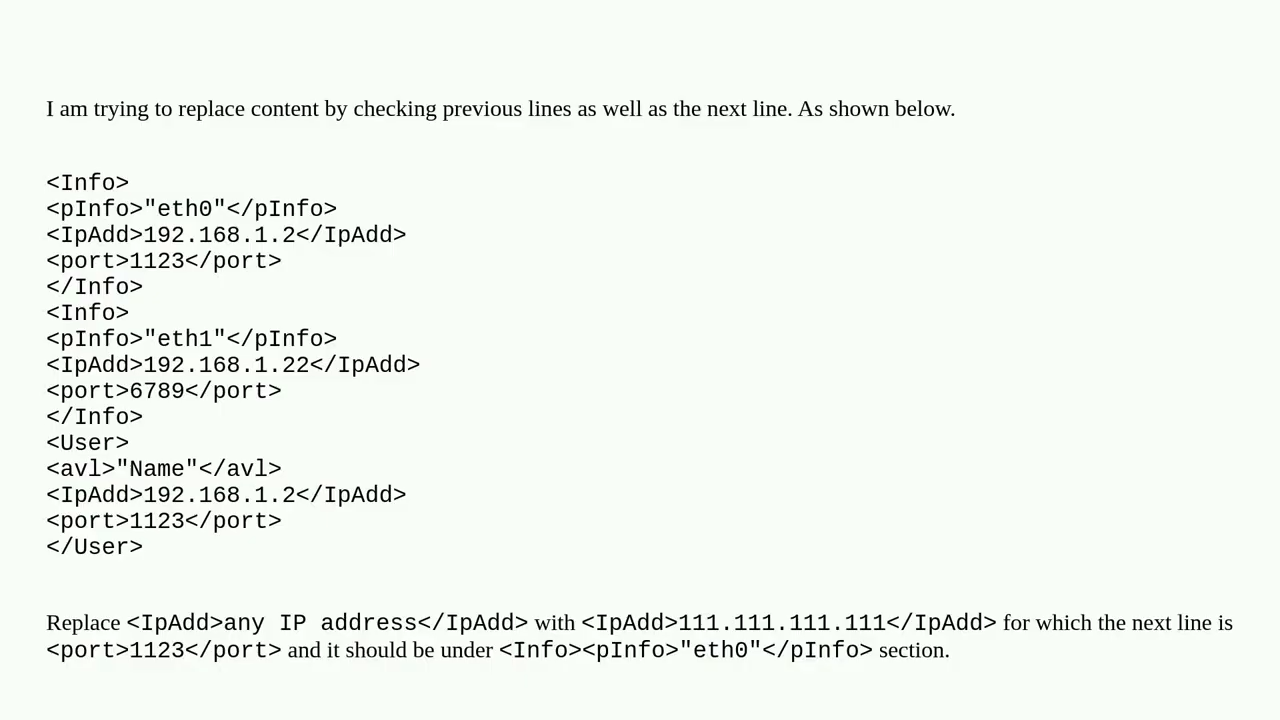 I am trying to replace content by checking previous lines as well as the next line. As shown below.
<Info>
<pInfo>"eth0"</pInfo>
<IpAdd>192.168.1.2</IpAdd>
<port>1123</port>
</Info>
<Info>
<pInfo>"eth1"</pInfo>
<IpAdd>192.168.1.22</IpAdd>
<port>6789</port>
</Info>
<User>
<avl>"Name"</avl>
<IpAdd>192.168.1.2</IpAdd>
<port>1123</port>
</User>
Replace <IpAdd>any IP address</IpAdd> with <IpAdd>111.111.111.111</IpAdd> for which the next line is
<port>1123</port> and it should be under <Info><pInfo>"eth0"</pInfo> section.